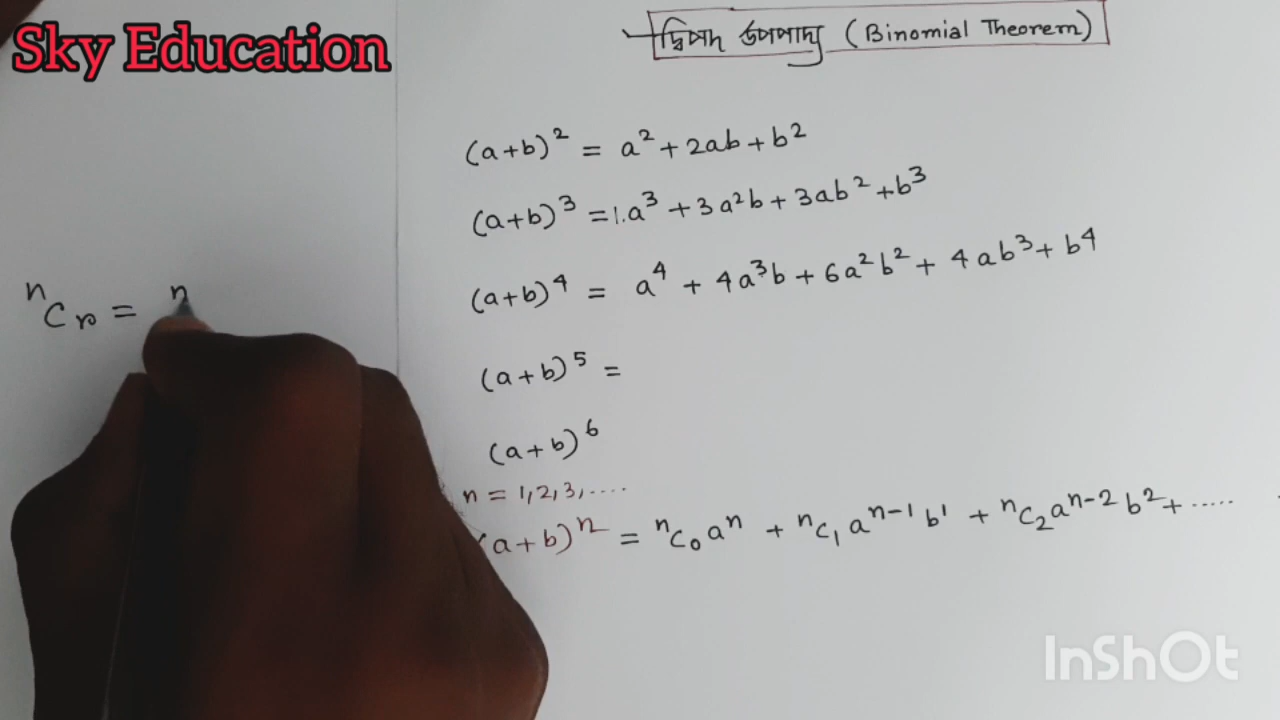 Sky Education
দ্বিপদ উপপাদ্য (Binomial Theorem)
(a+b)² = a² + 2ab + b²
(a+b)³ = 1.a³ + 3a²b + 3ab² + b³
(a+b)⁴ = a⁴ + 4a³b + 6a²b² + 4ab³ + b⁴
ⁿCᵣ = n
(a+b)⁵ =
(a+b)⁶
n = 1,2,3,....
(a+b)ⁿ = ⁿC₀aⁿ + ⁿC₁aⁿ⁻¹b¹ + ⁿC₂aⁿ⁻²b² + .....
InShOt